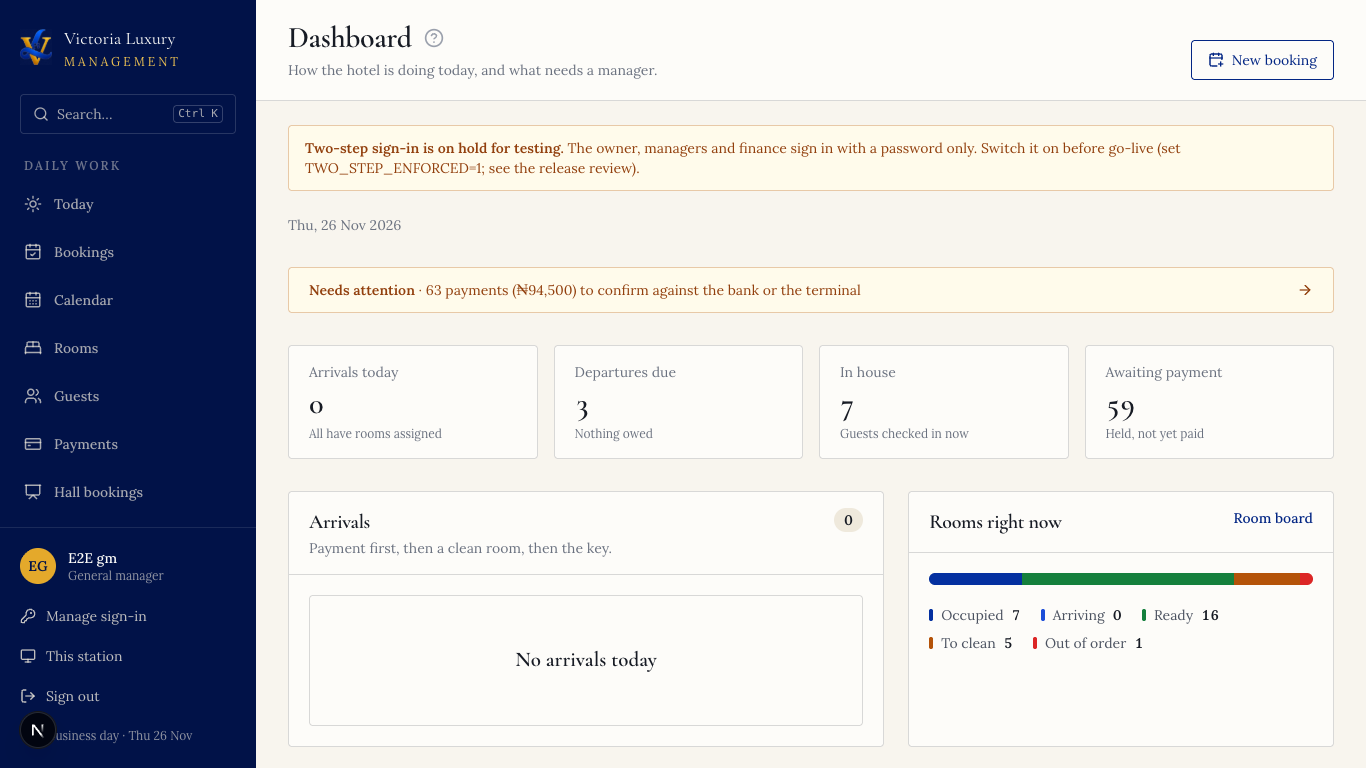 Victoria Luxury
MANAGEMENT
Search...
Ctrl K
DAILY WORK
Today
Bookings
Calendar
Rooms
Guests
Payments
Hall bookings
EG
E2E gm
General manager
Manage sign-in
This station
Sign out
N
usiness day · Thu 26 Nov
Dashboard
?
How the hotel is doing today, and what needs a manager.
New booking
Two-step sign-in is on hold for testing. The owner, managers and finance sign in with a password only. Switch it on before go-live (set
TWO_STEP_ENFORCED=1; see the release review).
Thu, 26 Nov 2026
Needs attention · 63 payments (₦94,500) to confirm against the bank or the terminal
Arrivals today
0
All have rooms assigned
Departures due
3
Nothing owed
In house
7
Guests checked in now
Awaiting payment
59
Held, not yet paid
Arrivals
0
Payment first, then a clean room, then the key.
No arrivals today
Rooms right now
Room board
Occupied 7
Arriving 0
Ready 16
To clean 5
Out of order 1